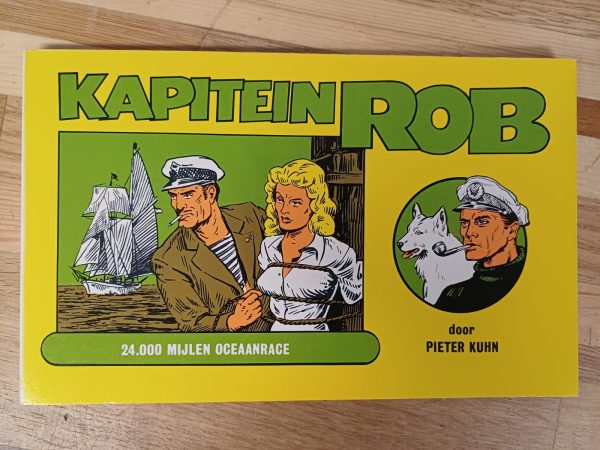 KAPITEIN ROB
24.000 MIJLEN OCEAANRACE
door
PIETER KUHN